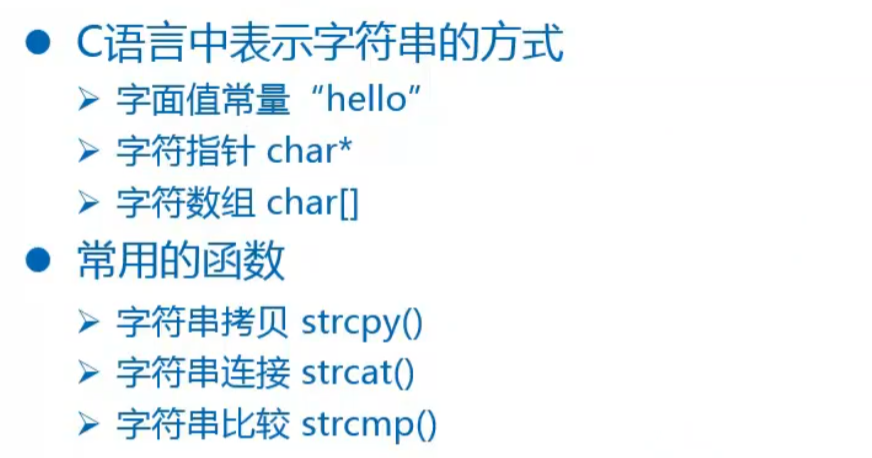 C语言中表示字符串的方式
字面值常量“hello”
字符指针 char*
字符数组 char[]
常用的函数
字符串拷贝 strcpy()
字符串连接 strcat()
字符串比较 strcmp()